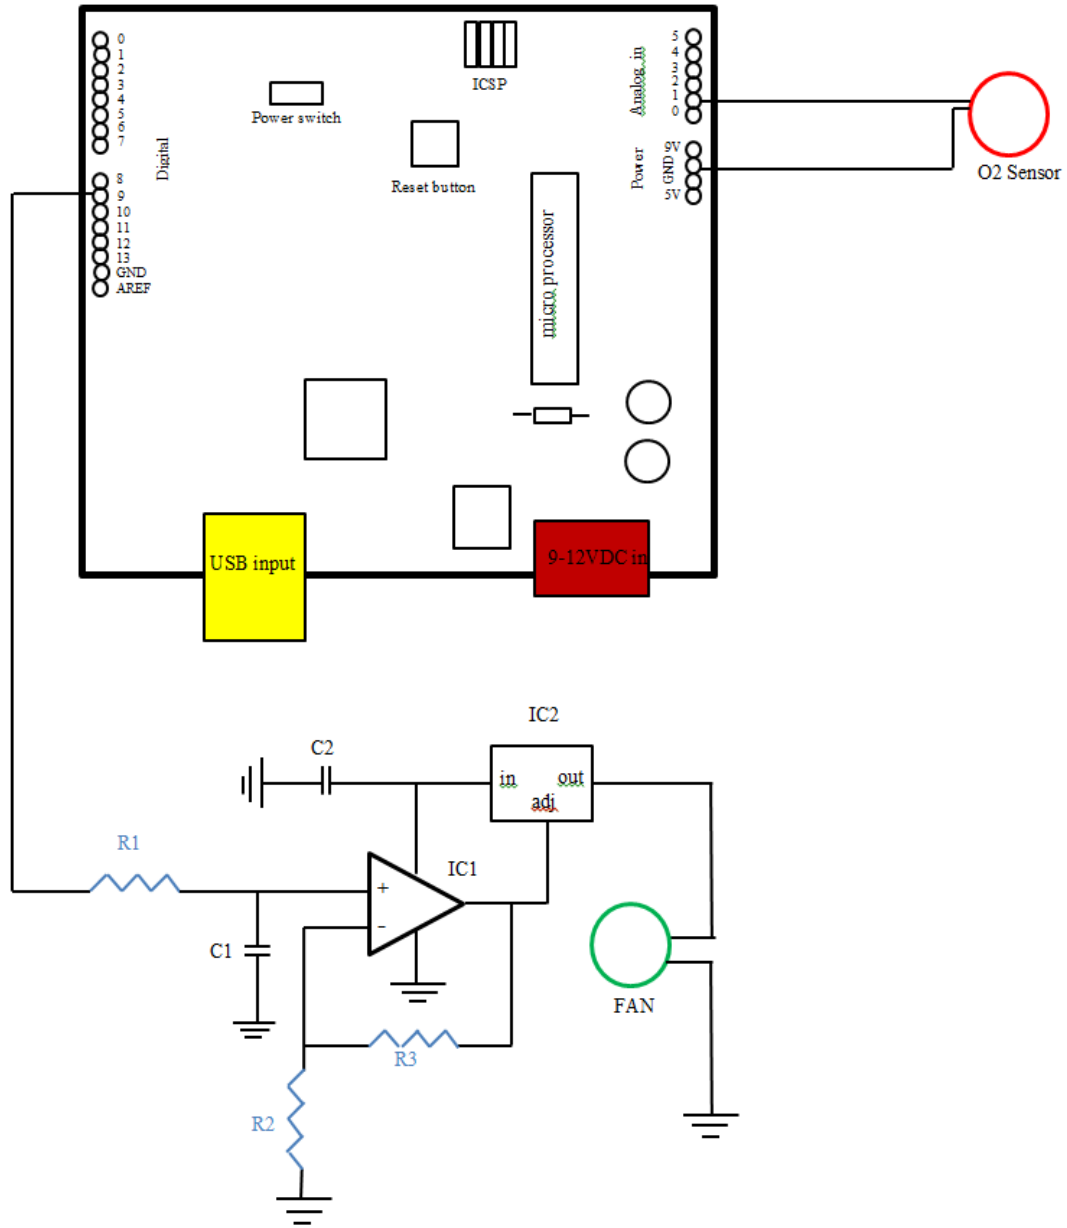 0
1
2
3
4
5
6
7
8
9
10
11
12
13
GND
AREF
Digital
Power switch
ICSP
Reset button
micro processor
Analog in
5
4
3
2
1
0
Power
9V
GND
5V
O2 Sensor
USB input
9-12VDC in
IC2
C2
in
out
adj
R1
IC1
+
-
C1
R3
FAN
R2